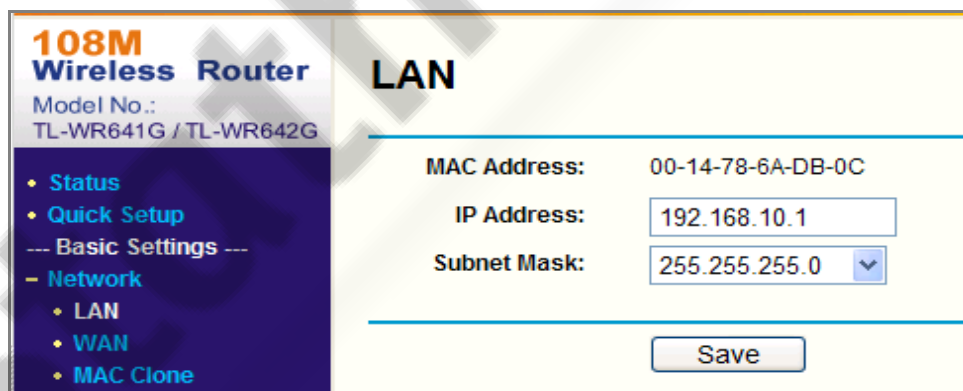 108M
Wireless Router
Model No.:
TL-WR641G / TL-WR642G
• Status
• Quick Setup
--- Basic Settings ---
– Network
• LAN
• WAN
• MAC Clone
LAN
MAC Address: 00-14-78-6A-DB-0C
IP Address: 192.168.10.1
Subnet Mask: 255.255.255.0
Save